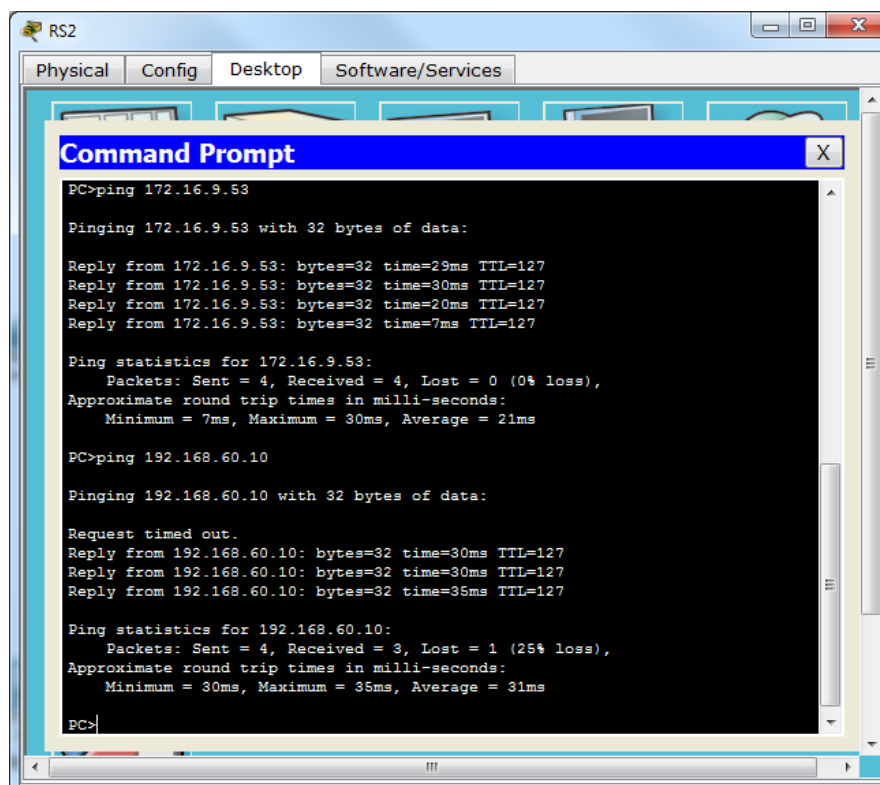 RS2
Physical Config Desktop Software/Services
Command Prompt X
PC>ping 172.16.9.53
Pinging 172.16.9.53 with 32 bytes of data:
Reply from 172.16.9.53: bytes=32 time=29ms TTL=127
Reply from 172.16.9.53: bytes=32 time=30ms TTL=127
Reply from 172.16.9.53: bytes=32 time=20ms TTL=127
Reply from 172.16.9.53: bytes=32 time=7ms TTL=127
Ping statistics for 172.16.9.53:
Packets: Sent = 4, Received = 4, Lost = 0 (0% loss),
Approximate round trip times in milli-seconds:
Minimum = 7ms, Maximum = 30ms, Average = 21ms
PC>ping 192.168.60.10
Pinging 192.168.60.10 with 32 bytes of data:
Request timed out.
Reply from 192.168.60.10: bytes=32 time=30ms TTL=127
Reply from 192.168.60.10: bytes=32 time=30ms TTL=127
Reply from 192.168.60.10: bytes=32 time=35ms TTL=127
Ping statistics for 192.168.60.10:
Packets: Sent = 4, Received = 3, Lost = 1 (25% loss),
Approximate round trip times in milli-seconds:
Minimum = 30ms, Maximum = 35ms, Average = 31ms
PC>